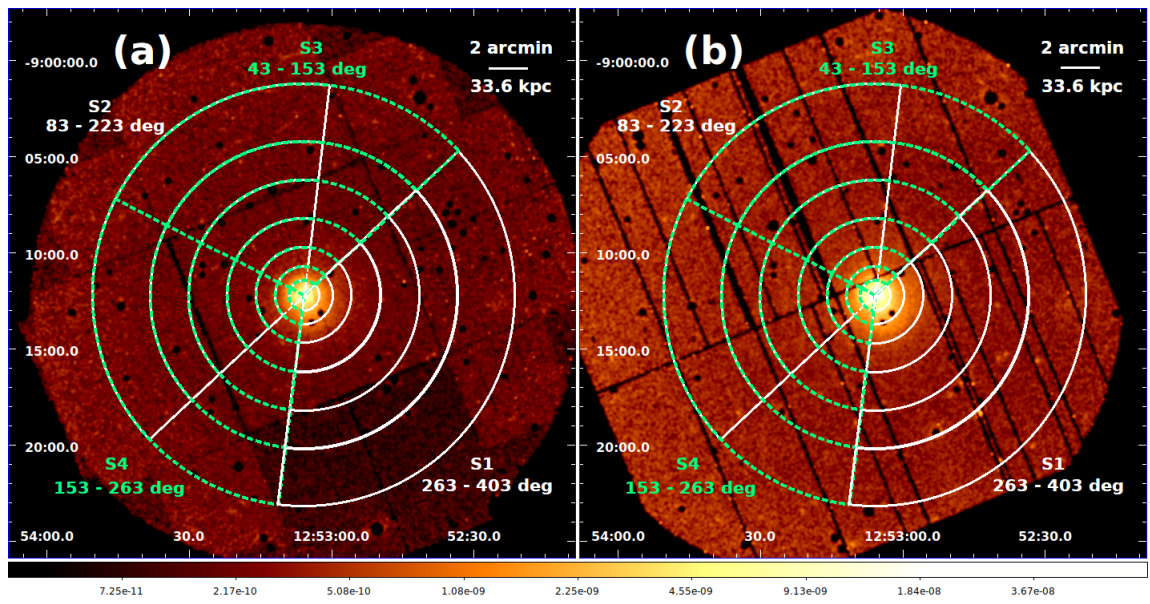 (a)
S3
43 - 153 deg
2 arcmin
33.6 kpc
-9:00:00.0
S2
83 - 223 deg
05:00.0
10:00.0
15:00.0
20:00.0
S4
153 - 263 deg
S1
263 - 403 deg
54:00.0 30.0 12:53:00.0 52:30.0
(b)
S3
43 - 153 deg
2 arcmin
33.6 kpc
-9:00:00.0
S2
83 - 223 deg
05:00.0
10:00.0
15:00.0
20:00.0
S4
153 - 263 deg
S1
263 - 403 deg
54:00.0 30.0 12:53:00.0 52:30.0
7.25e-11 2.17e-10 5.08e-10 1.08e-09 2.25e-09 4.55e-09 9.13e-09 1.84e-08 3.67e-08